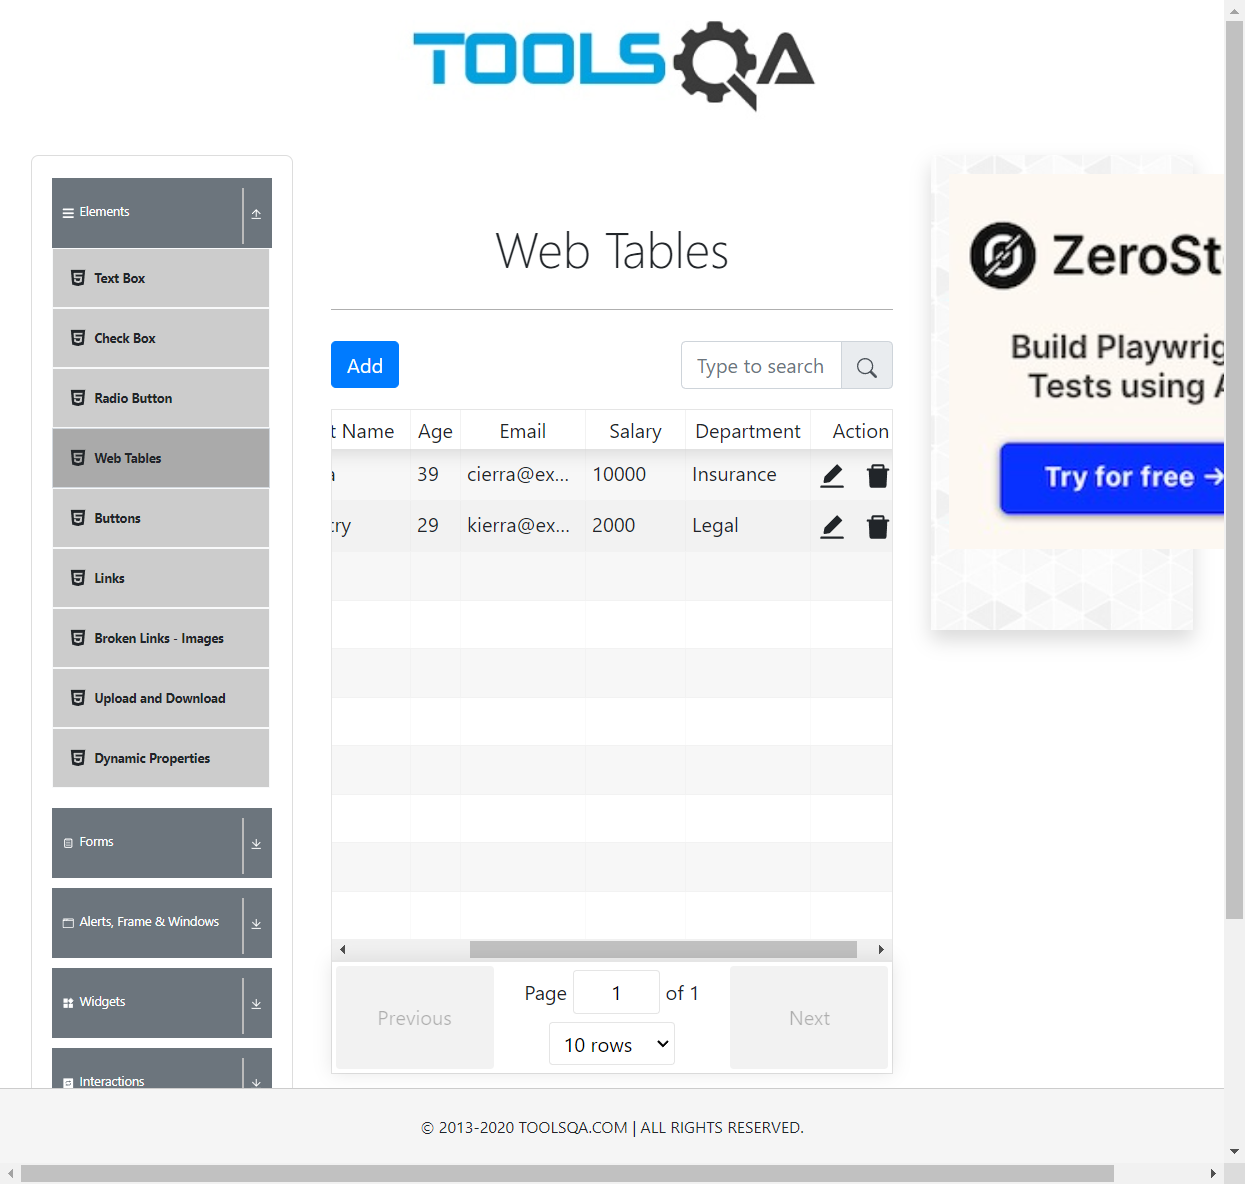 TOOLSQA
Elements
Text Box
Check Box
Radio Button
Web Tables
Buttons
Links
Broken Links - Images
Upload and Download
Dynamic Properties
Forms
Alerts, Frame & Windows
Widgets
Interactions
Web Tables
Add
Type to search
t Name Age Email Salary Department Action
a 39 cierra@ex... 10000 Insurance
try 29 kierra@ex... 2000 Legal
Previous
Page 1 of 1
10 rows
Next
ZeroSt
Build Playwrig
Tests using A
Try for free →
© 2013-2020 TOOLSQA.COM | ALL RIGHTS RESERVED.